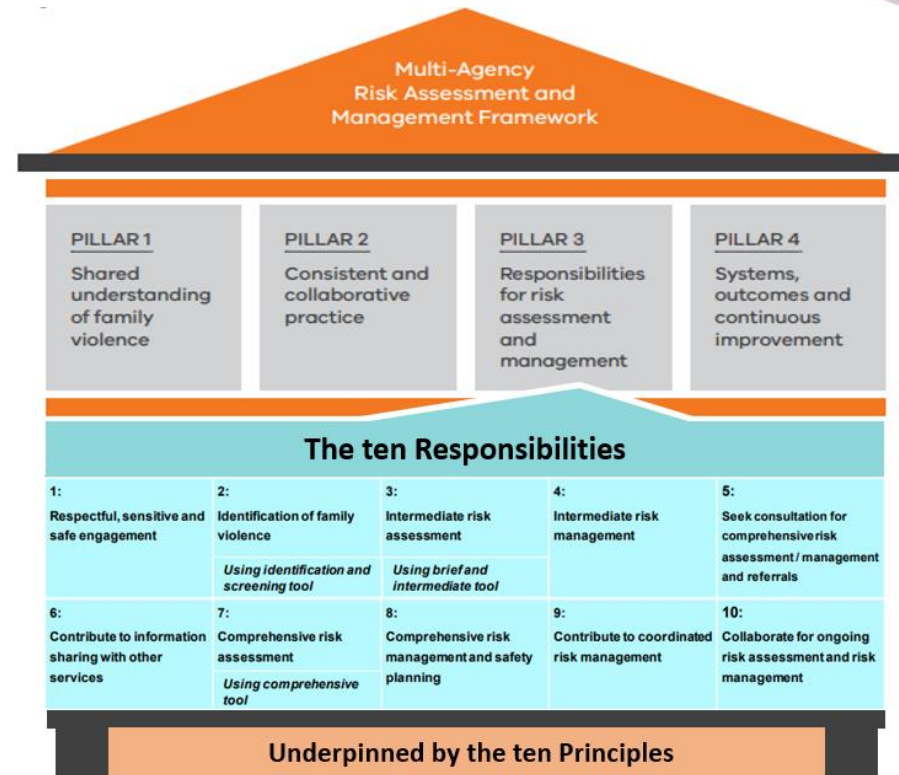 Multi-Agency
Risk Assessment and
Management Framework
PILLAR 1
Shared
understanding
of family
violence
PILLAR 2
Consistent and
collaborative
practice
PILLAR 3
Responsibilities
for risk
assessment
and
management
PILLAR 4
Systems,
outcomes and
continuous
improvement
The ten Responsibilities
1:
Respectful, sensitive and
safe engagement
2:
Identification of family
violence
Using identification and
screening tool
3:
Intermediate risk
assessment
Using brief and
intermediate tool
4:
Intermediate risk
management
5:
Seek consultation for
comprehensive risk
assessment / management
and referrals
6:
Contribute to information
sharing with other
services
7:
Comprehensive risk
assessment
Using comprehensive
tool
8:
Comprehensive risk
management and safety
planning
9:
Contribute to coordinated
risk management
10:
Collaborate for ongoing
risk assessment and risk
management
Underpinned by the ten Principles